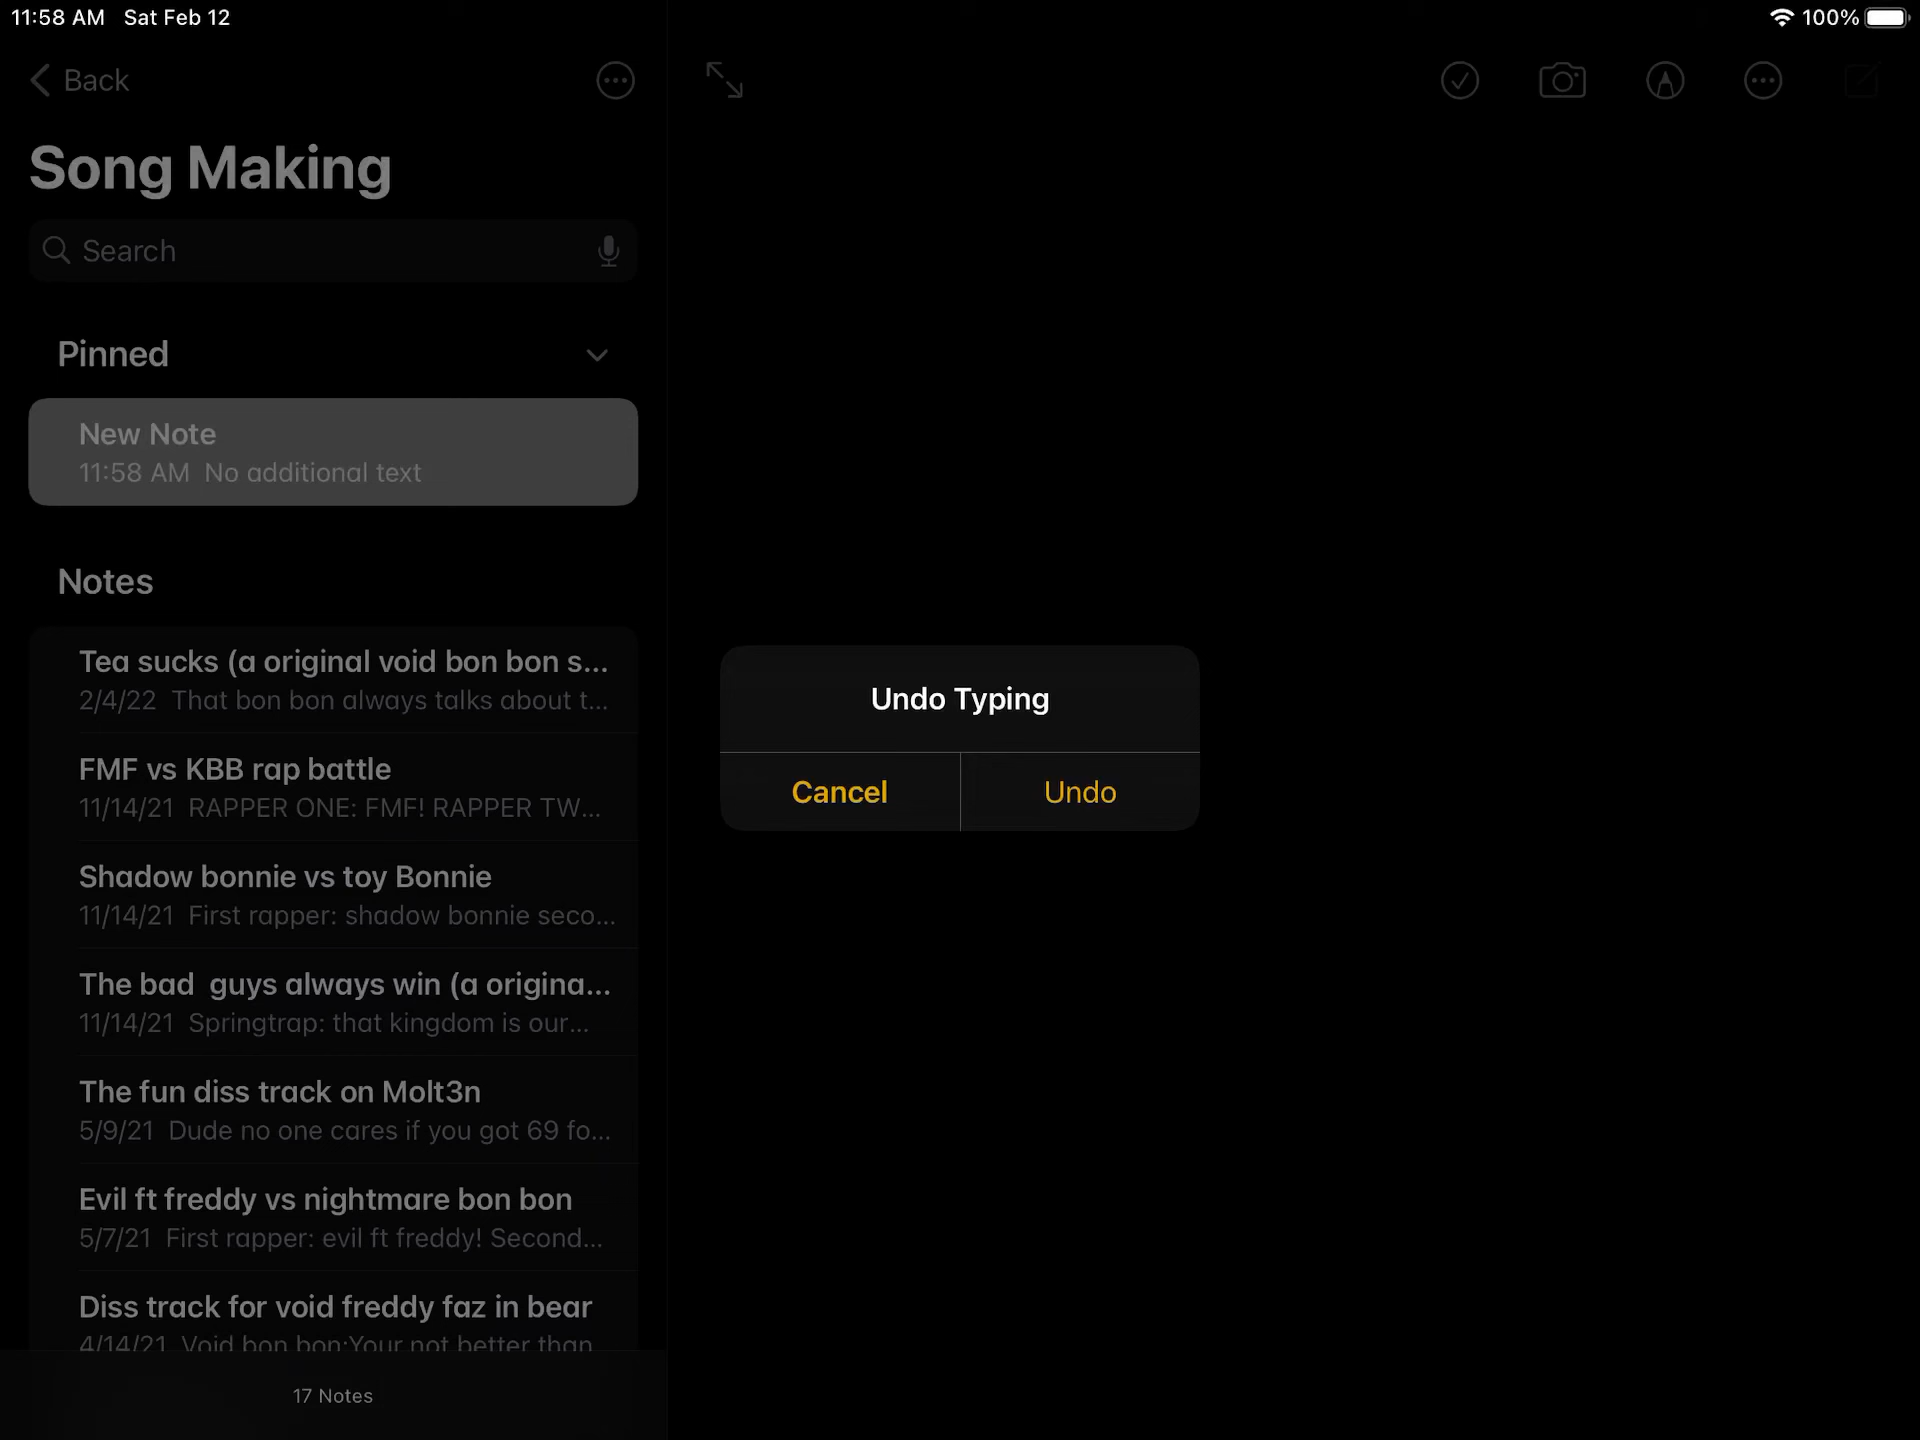 11:58 AM Sat Feb 12
100%
Back
Song Making
Search
Pinned
New Note
11:58 AM No additional text
Notes
Tea sucks (a original void bon bon s...
2/4/22 That bon bon always talks about t...
FMF vs KBB rap battle
11/14/21 RAPPER ONE: FMF! RAPPER TW...
Shadow bonnie vs toy Bonnie
11/14/21 First rapper: shadow bonnie seco...
The bad  guys always win (a origina...
11/14/21 Springtrap: that kingdom is our...
The fun diss track on Molt3n
5/9/21 Dude no one cares if you got 69 fo...
Evil ft freddy vs nightmare bon bon
5/7/21 First rapper: evil ft freddy! Second...
Diss track for void freddy faz in bear
4/14/21 Void bon bon:Your not better than
17 Notes
Undo Typing
Cancel
Undo